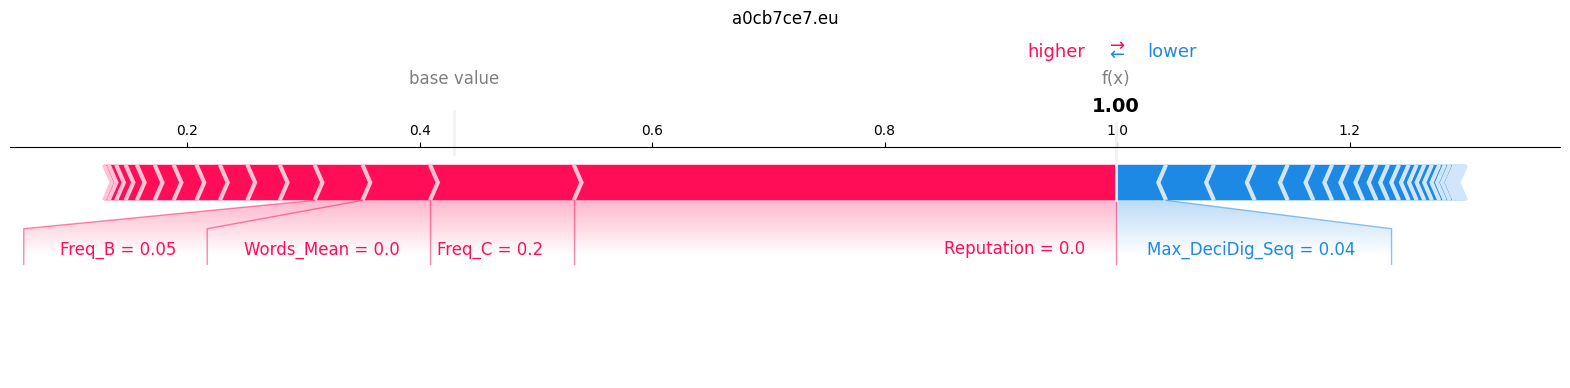 a0cb7ce7.eu
higher ⇄ lower
base value f(x)
1.00
0.2 0.4 0.6 0.8 1.0 1.2
Freq_B = 0.05 Words_Mean = 0.0 Freq_C = 0.2 Reputation = 0.0 Max_DeciDig_Seq = 0.04